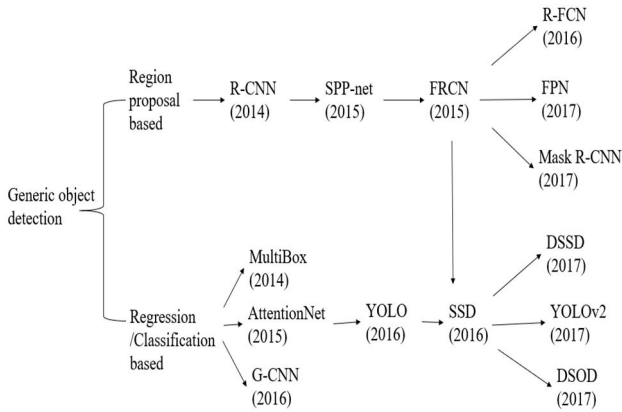 Generic object
detection
Region
proposal
based
R-CNN
(2014)
SPP-net
(2015)
FRCN
(2015)
R-FCN
(2016)
FPN
(2017)
Mask R-CNN
(2017)
Regression
/Classification
based
MultiBox
(2014)
AttentionNet
(2015)
G-CNN
(2016)
YOLO
(2016)
SSD
(2016)
DSSD
(2017)
YOLOv2
(2017)
DSOD
(2017)